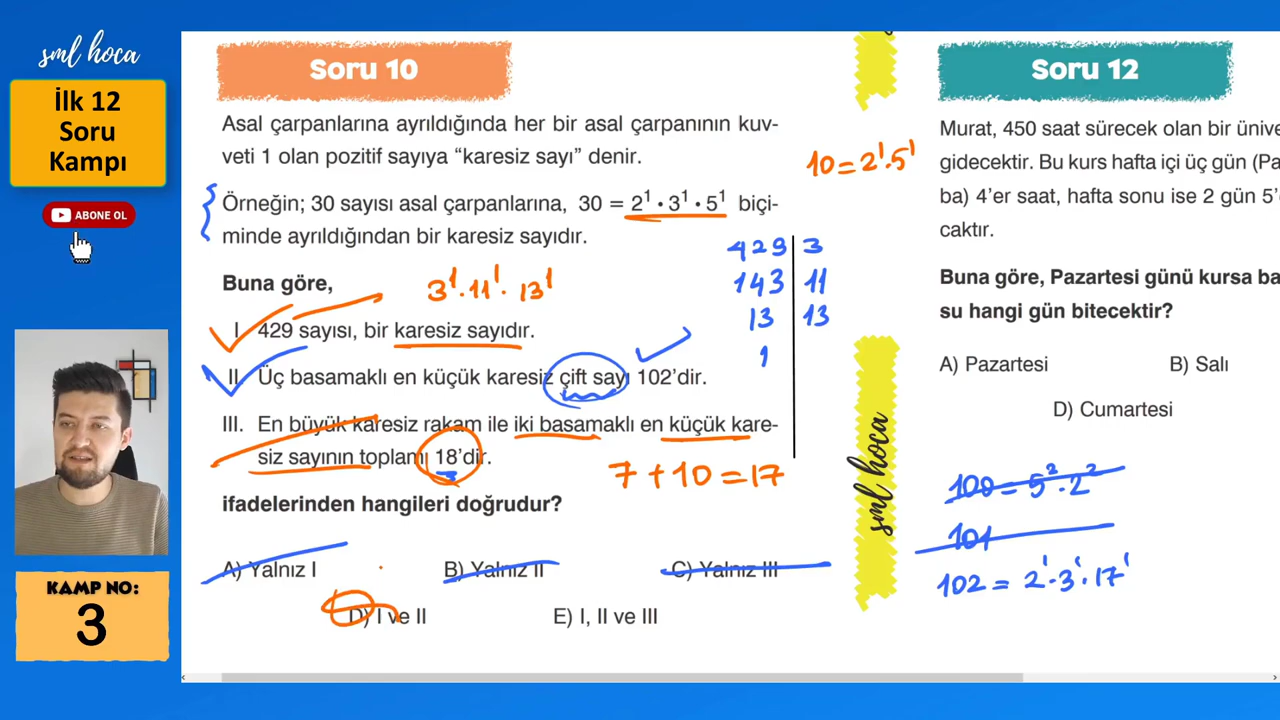 sml hoca
İlk 12
Soru
Kampı
ABONE OL
KAMP NO:
3
Soru 10
Asal çarpanlarına ayrıldığında her bir asal çarpanının kuv-
veti 1 olan pozitif sayıya “karesiz sayı” denir.
Örneğin; 30 sayısı asal çarpanlarına, 30 = 2¹ • 3¹ • 5¹ biçi-
minde ayrıldığından bir karesiz sayıdır.
Buna göre,
3¹ · 11¹ · 13¹
I. 429 sayısı, bir karesiz sayıdır.
II. Üç basamaklı en küçük karesiz çift sayı 102’dir.
III. En büyük karesiz rakam ile iki basamaklı en küçük kare-
siz sayının toplamı 18’dir.
7 + 10 = 17
ifadelerinden hangileri doğrudur?
A) Yalnız I
B) Yalnız II
C) Yalnız III
D) I ve II
E) I, II ve III
10 = 2¹ · 5¹
429 3
143 11
13 13
1
sml hoca
Soru 12
Murat, 450 saat sürecek olan bir ünive
gidecektir. Bu kurs hafta içi üç gün (Pa
ba) 4’er saat, hafta sonu ise 2 gün 5’
caktır.
Buna göre, Pazartesi günü kursa ba
su hangi gün bitecektir?
A) Pazartesi
B) Salı
D) Cumartesi
100 = 5² · 2²
101
102 = 2¹ · 3¹ · 17¹